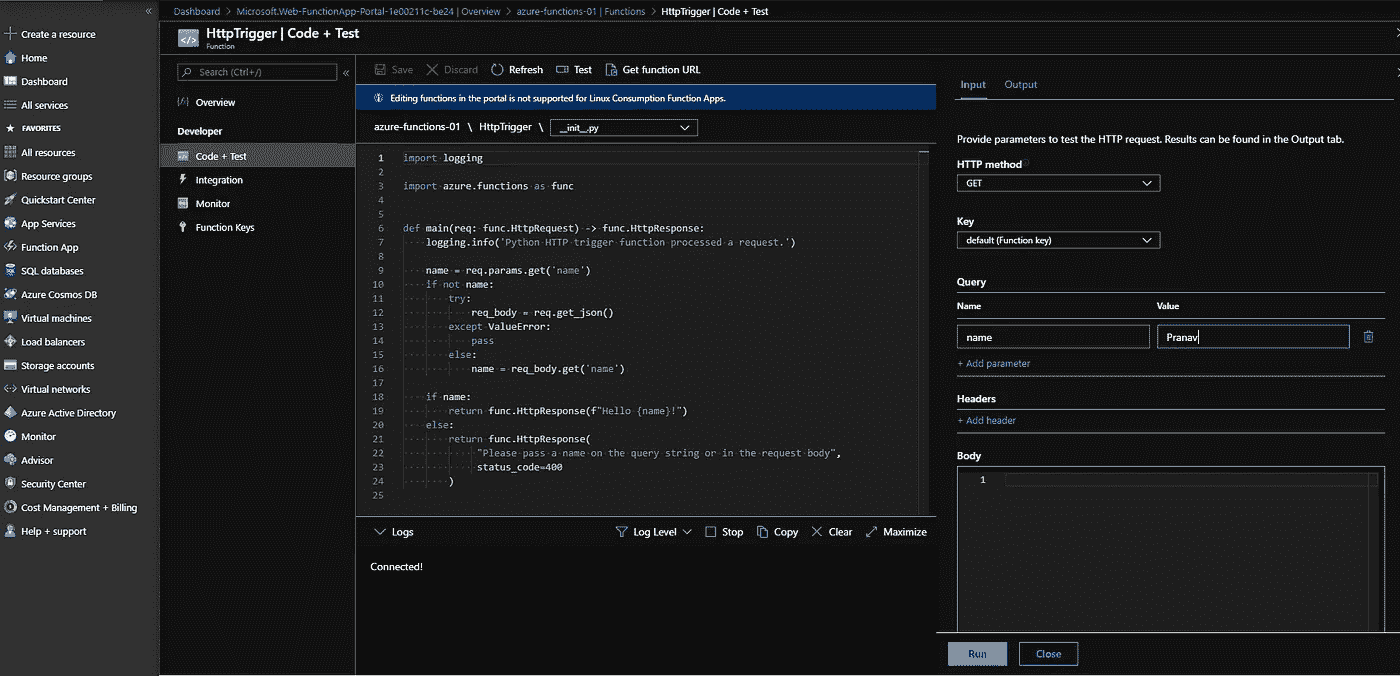 Dashboard > Microsoft.Web-FunctionApp-Portal-1e00211c-be24 | Overview > azure-functions-01 | Functions > HttpTrigger | Code + Test
HttpTrigger | Code + Test
Function
Create a resource
Home
Dashboard
All services
FAVORITES
All resources
Resource groups
Quickstart Center
App Services
Function App
SQL databases
Azure Cosmos DB
Virtual machines
Load balancers
Storage accounts
Virtual networks
Azure Active Directory
Monitor
Advisor
Security Center
Cost Management + Billing
Help + support
Search (Ctrl+/)
Overview
Developer
Code + Test
Integration
Monitor
Function Keys
Save Discard Refresh Test Get function URL
Editing functions in the portal is not supported for Linux Consumption Function Apps.
azure-functions-01 \ HttpTrigger \ __init__.py
1 import logging
2
3 import azure.functions as func
4
5
6 def main(req: func.HttpRequest) -> func.HttpResponse:
7 logging.info('Python HTTP trigger function processed a request.')
8
9 name = req.params.get('name')
10 if not name:
11 try:
12 req_body = req.get_json()
13 except ValueError:
14 pass
15 else:
16 name = req_body.get('name')
17
18 if name:
19 return func.HttpResponse(f"Hello {name}!")
20 else:
21 return func.HttpResponse(
22 "Please pass a name on the query string or in the request body",
23 status_code=400
24 )
25
Logs Log Level Stop Copy Clear Maximize
Connected!
Input Output
Provide parameters to test the HTTP request. Results can be found in the Output tab.
HTTP method
GET
Key
default (Function key)
Query
Name Value
name Pranav
+ Add parameter
Headers
+ Add header
Body
1
Run Close